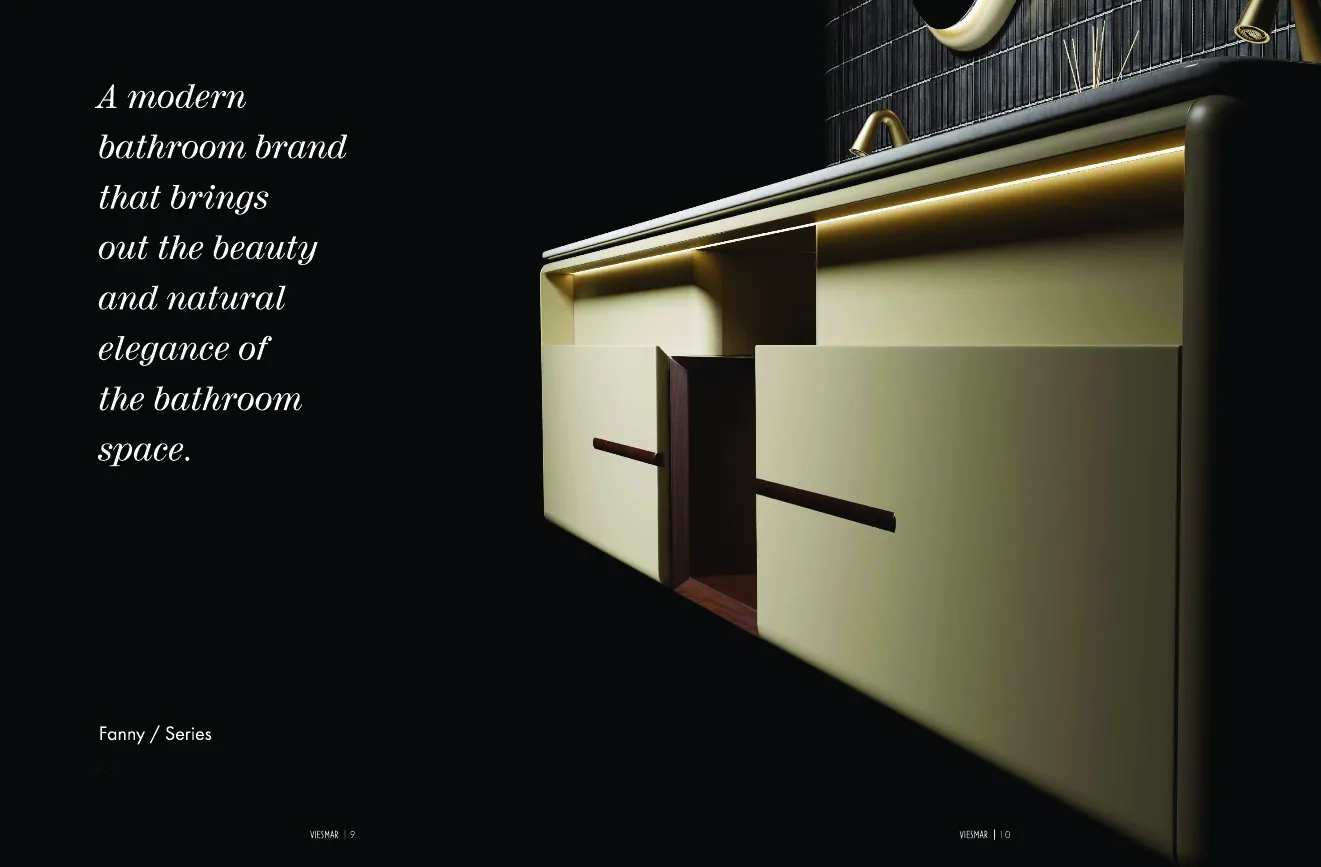 A modern
bathroom brand
that brings
out the beauty
and natural
elegance of
the bathroom
space.
Fanny / Series
VIESMAR | 9
VIESMAR | 10